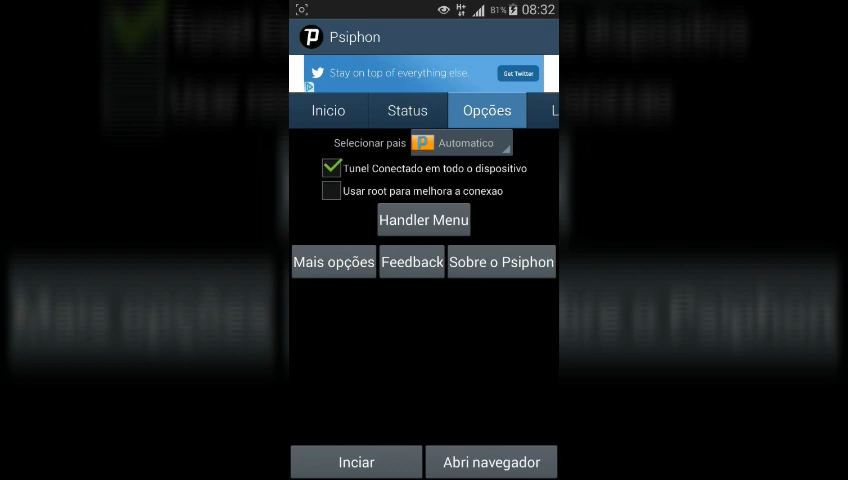 H+ 81% 08:32
Psiphon
Stay on top of everything else. Get Twitter
Inicio Status Opções L
Selecionar pais P Automatico
Tunel Conectado em todo o dispositivo
Usar root para melhora a conexao
Handler Menu
Mais opções Feedback Sobre o Psiphon
Inciar Abri navegador